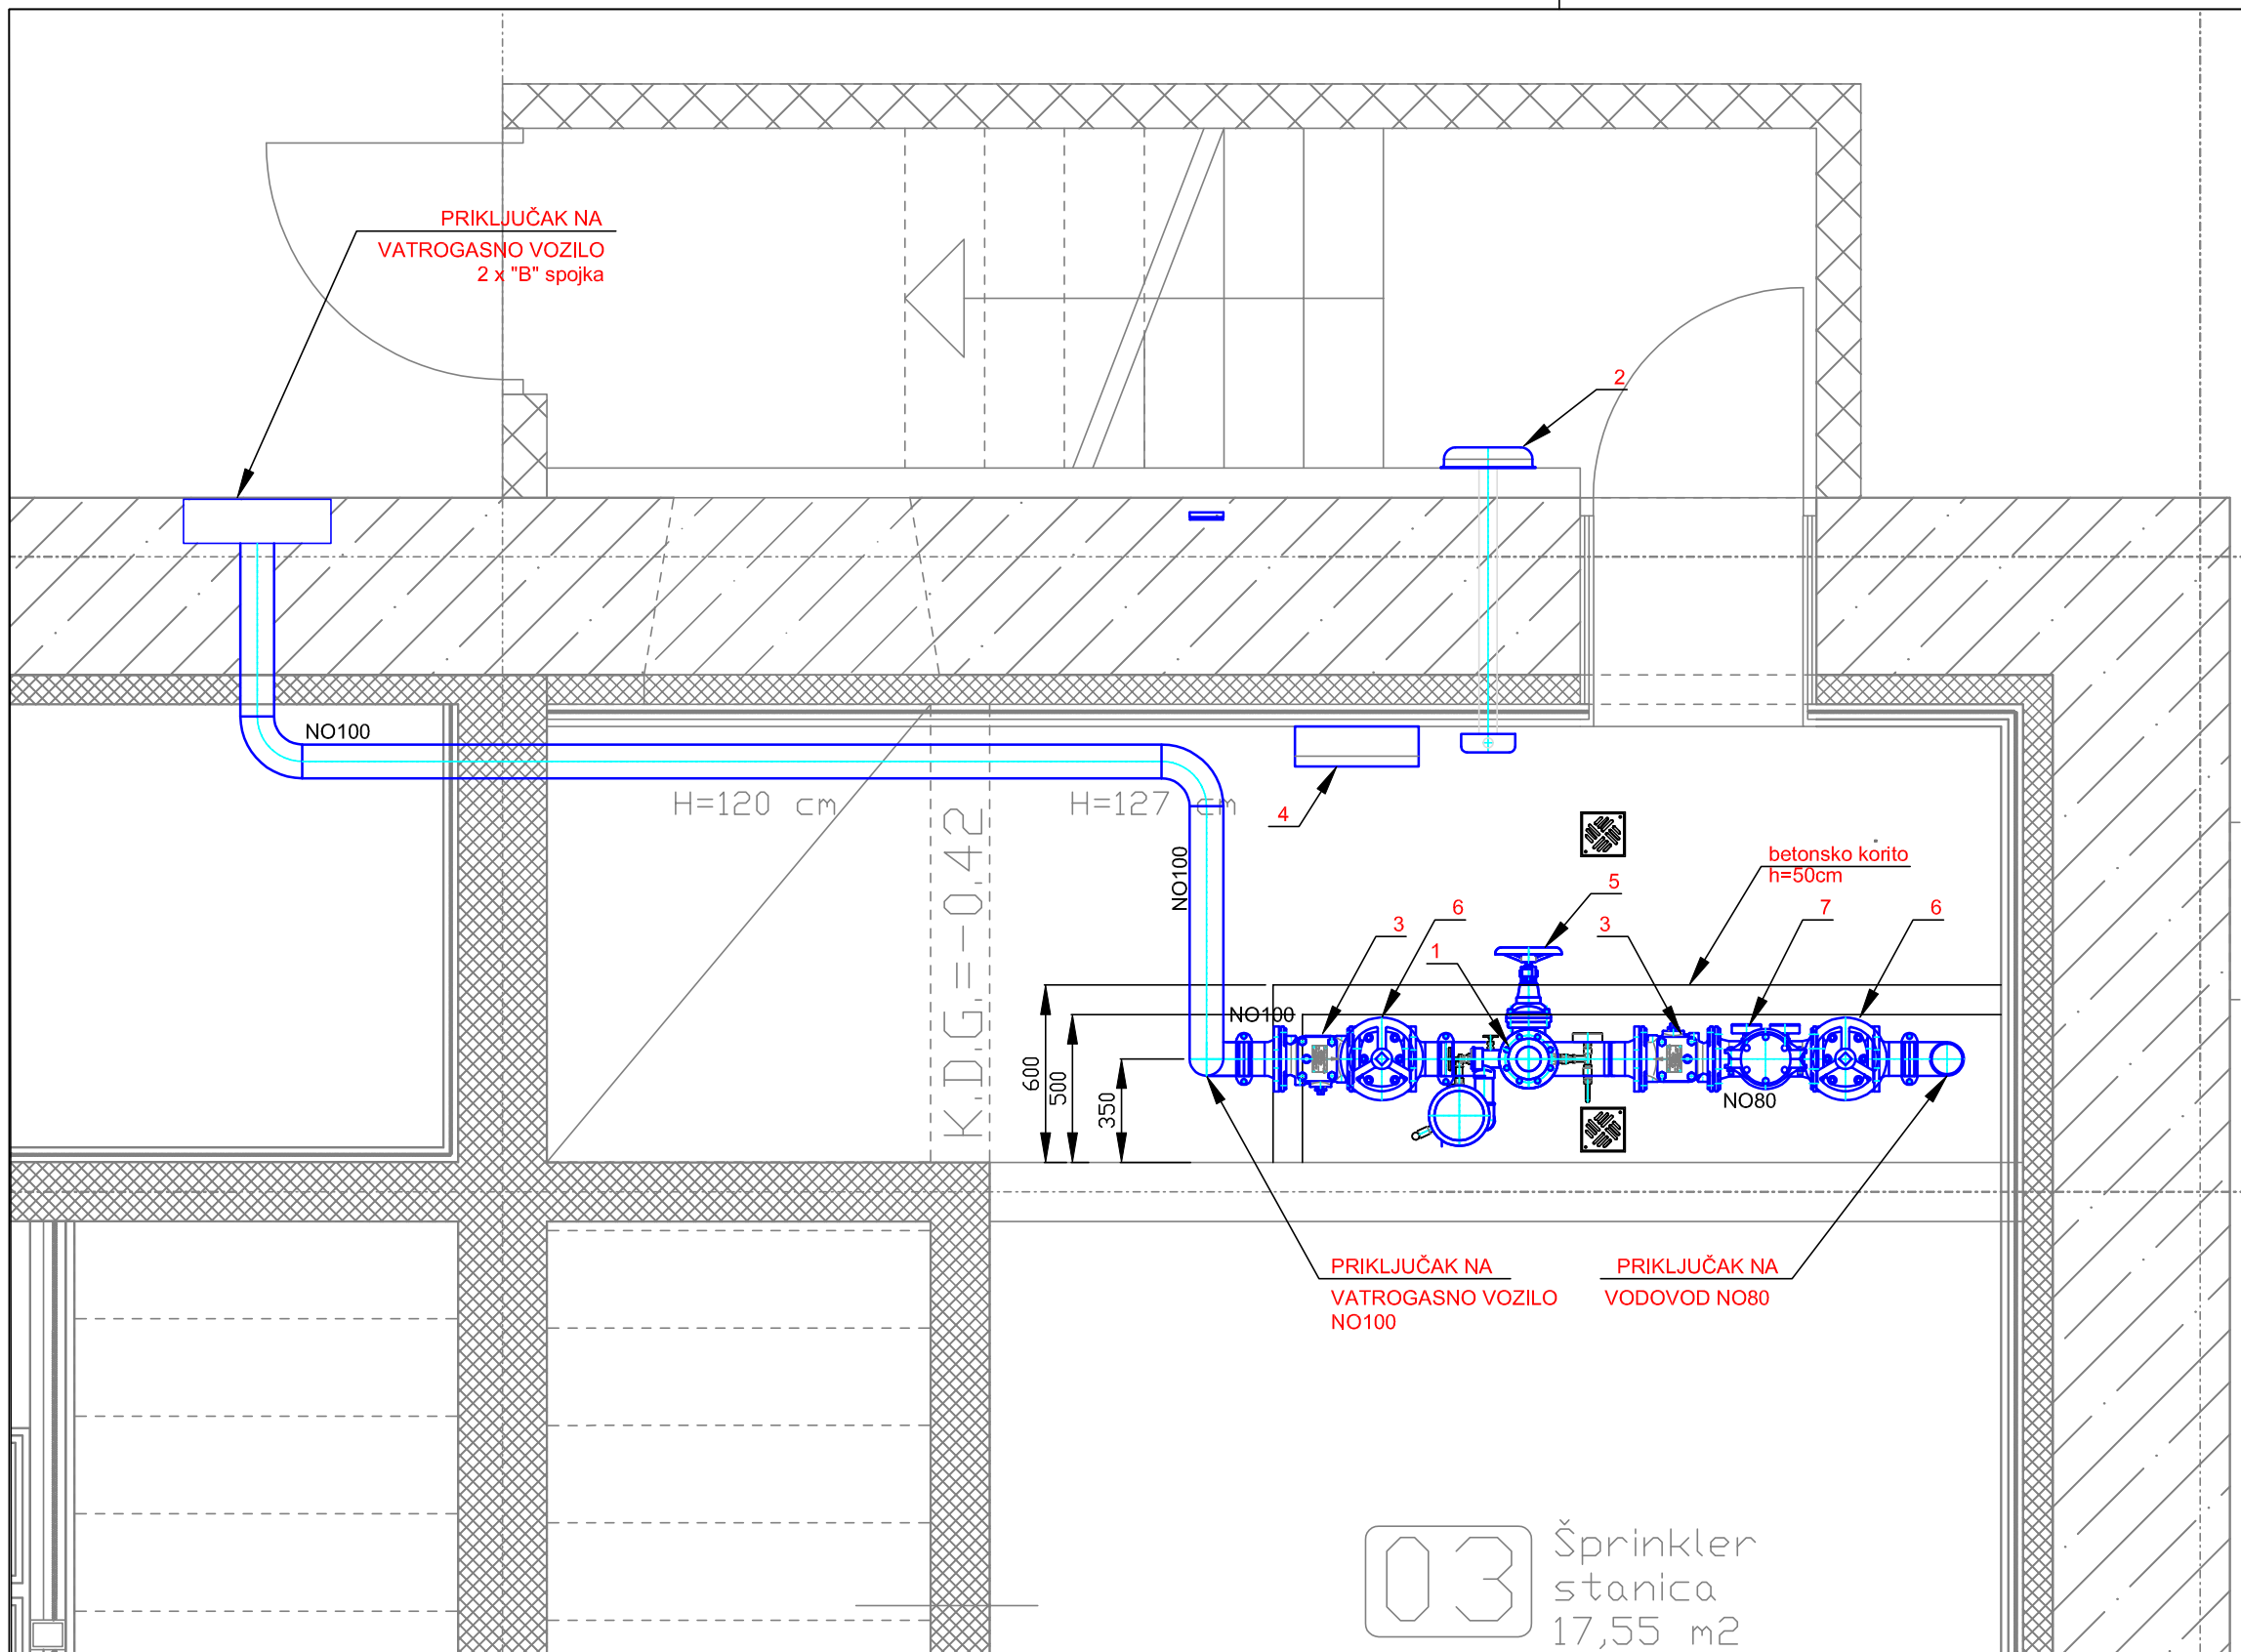 PRIKLJUČAK NA
VATROGASNO VOZILO
2 x "B" spojka
2
NO100
H=120 cm
H=127 cm
K.D.G.=-0.42
4
NO100
betonsko korito
h=50cm
5
3
6
1
3
7
6
NO100
600
500
350
NO80
PRIKLJUČAK NA
VATROGASNO VOZILO
NO100
PRIKLJUČAK NA
VODOVOD NO80
03
Šprinkler
stanica
17,55 m2